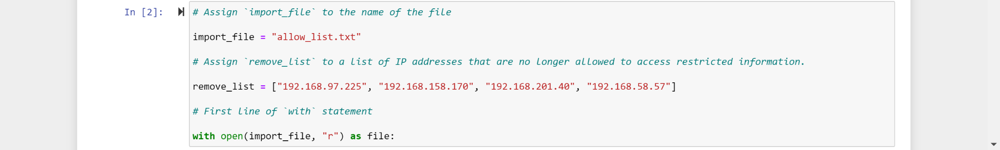 In [2]:
# Assign `import_file` to the name of the file
import_file = "allow_list.txt"
# Assign `remove_list` to a list of IP addresses that are no longer allowed to access restricted information.
remove_list = ["192.168.97.225", "192.168.158.170", "192.168.201.40", "192.168.58.57"]
# First line of `with` statement
with open(import_file, "r") as file: